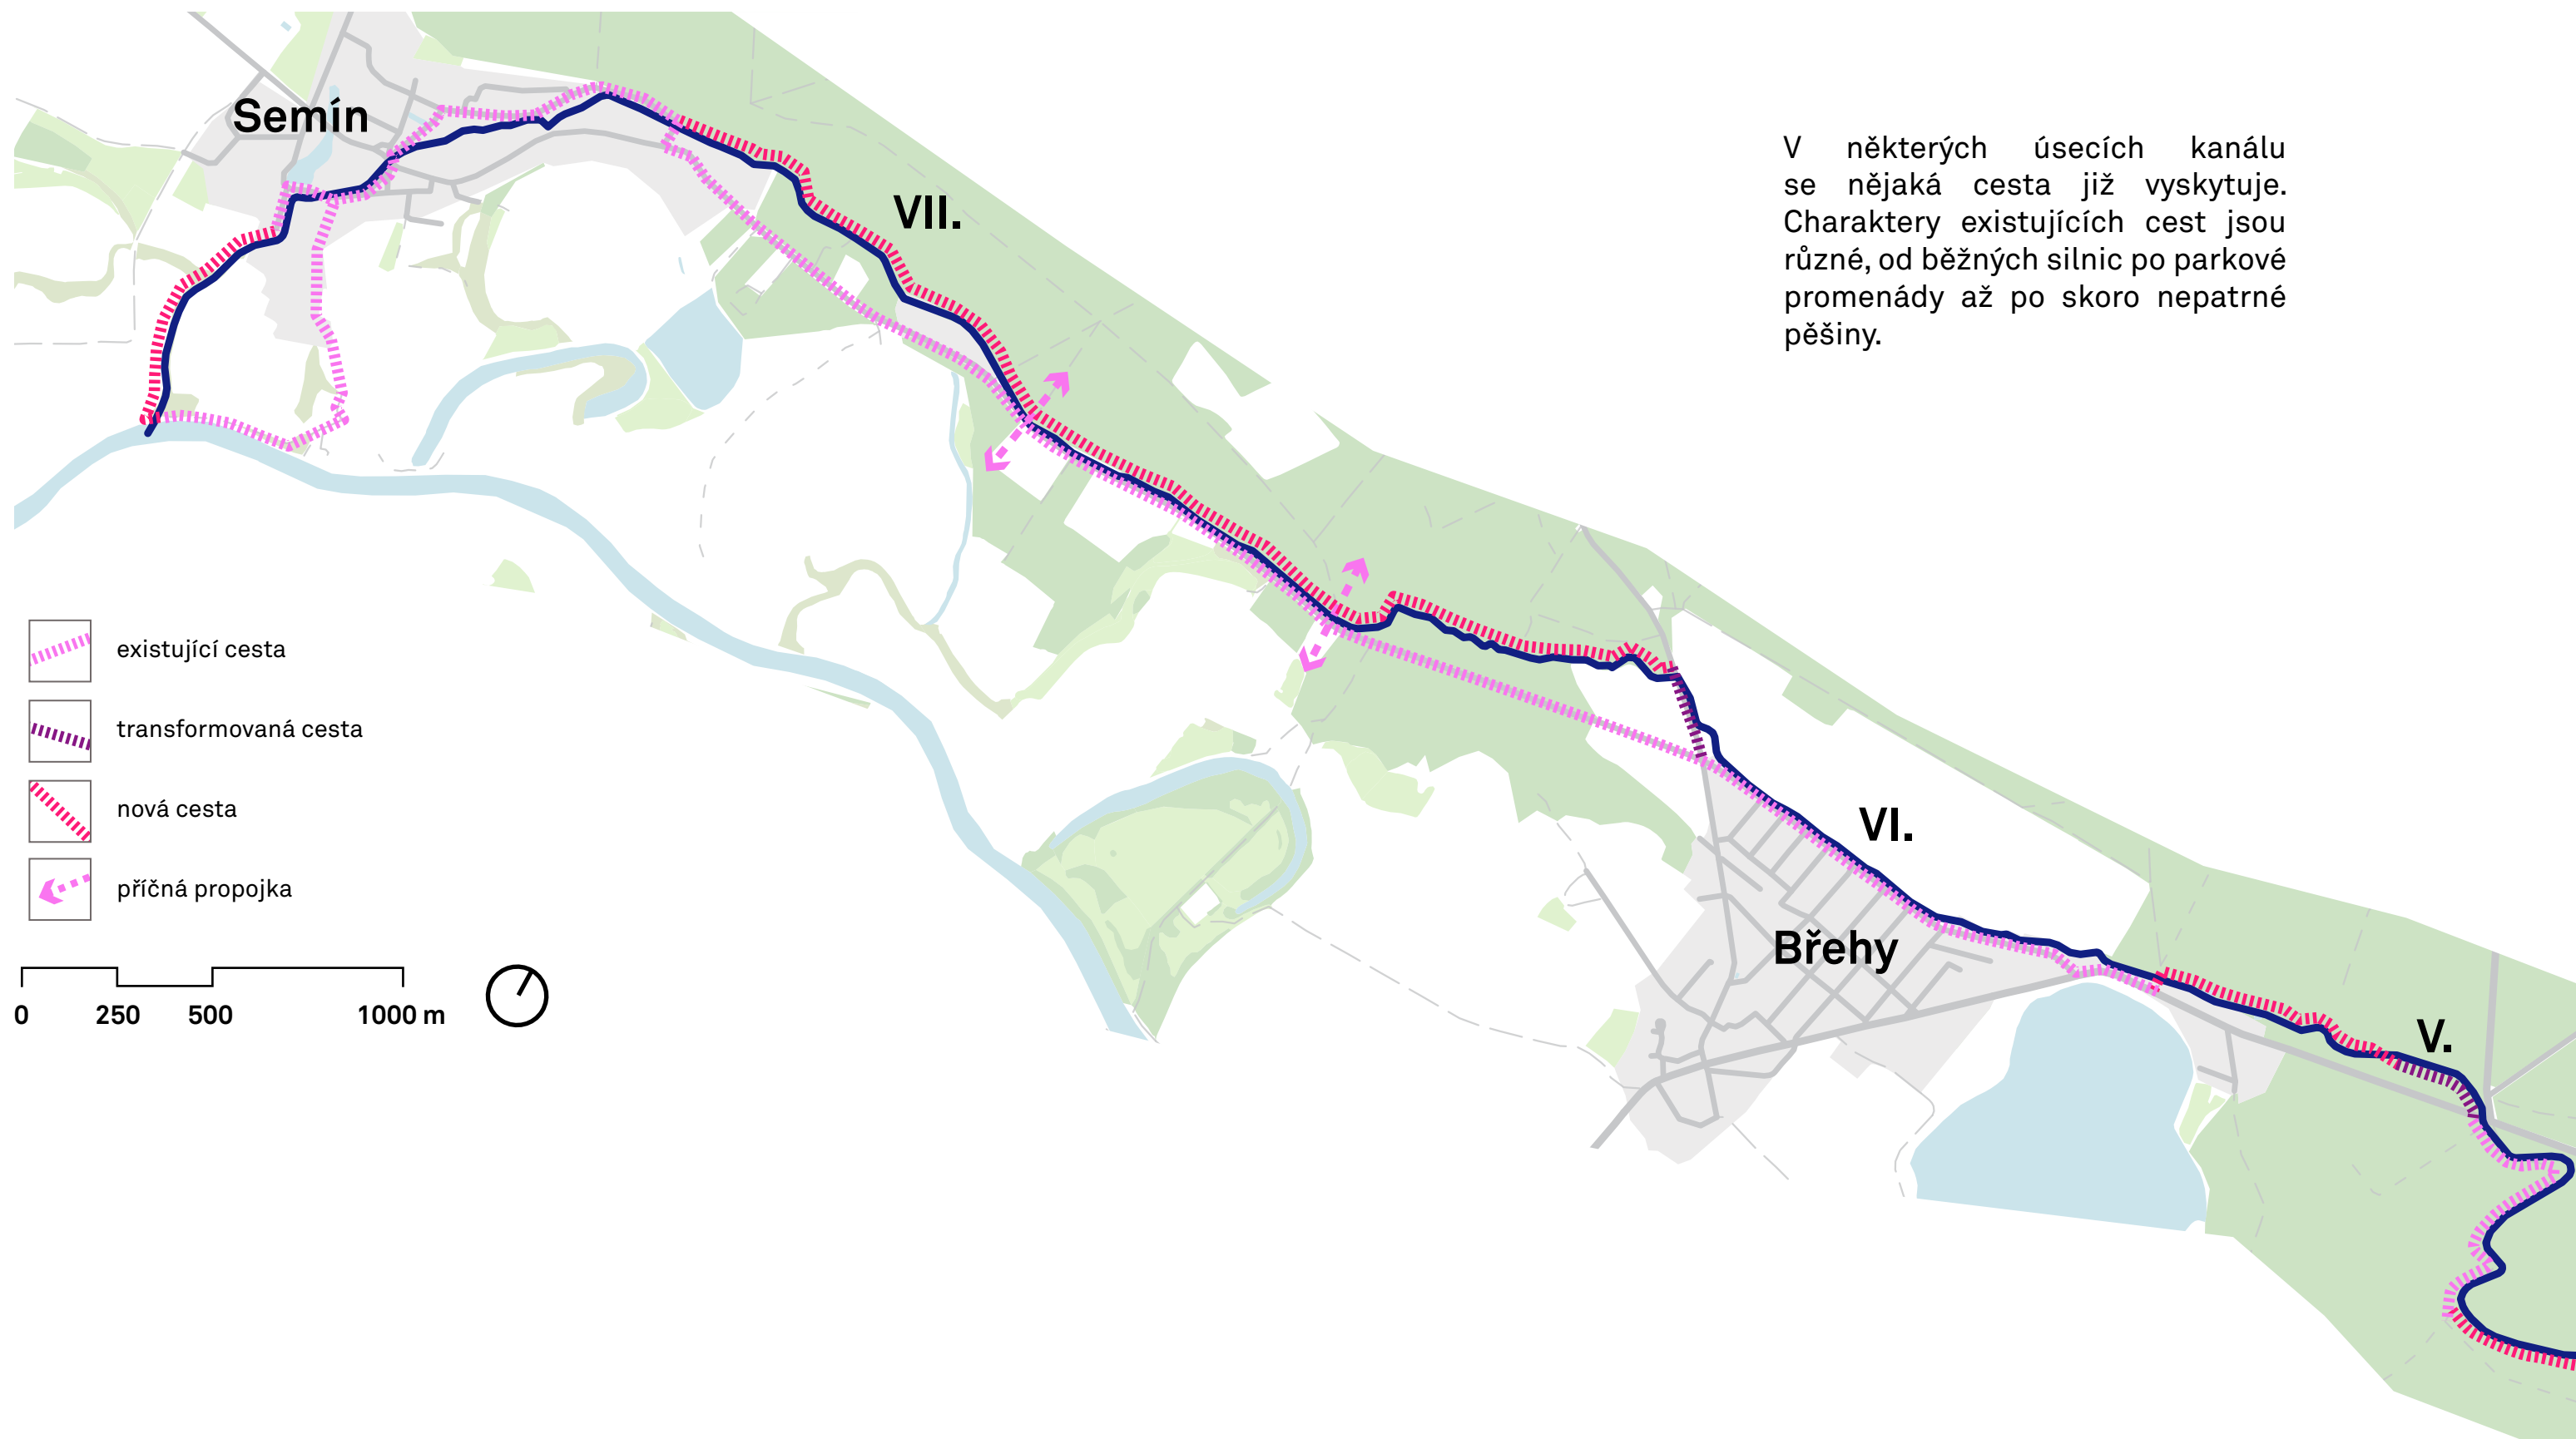 Semín
VII.
V některých úsecích kanálu
se nějaká cesta již vyskytuje.
Charaktery existujících cest jsou
různé, od běžných silnic po parkové
promenády až po skoro nepatrné
pěšiny.
existující cesta
transformovaná cesta
nová cesta
příčná propojka
0 250 500 1000 m
VI.
Břehy
V.